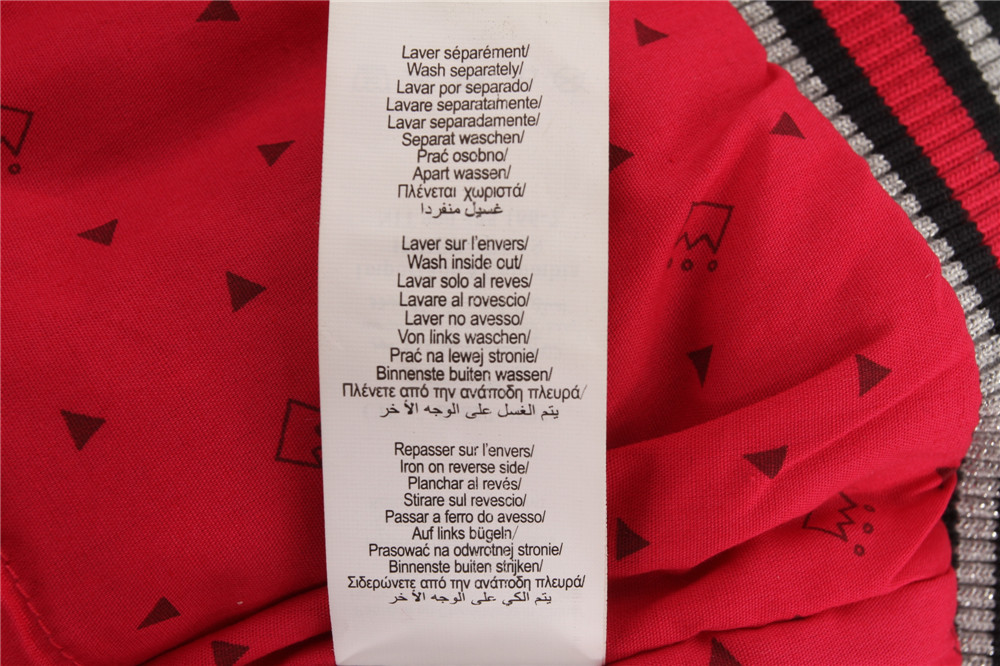 Laver séparément/
Wash separately/
Lavar por separado/
Lavare separatamente/
Lavar separadamente/
Separat waschen/
Prać osobno/
Apart wassen/
Πλένεται χωριστά/
غسيل منفردا
Laver sur l'envers/
Wash inside out/
Lavar solo al reves/
Lavare al rovescio/
Laver no avesso/
Von links waschen/
Prać na lewej stronie/
Binnenste buiten wassen/
Πλένετε από την ανάποδη πλευρά/
يتم الغسل على الوجه الآخر
Repasser sur l'envers/
Iron on reverse side/
Planchar al revés/
Stirare sul revescio/
Passar a ferro do avesso/
Auf links bügeln/
Prasować na odwrotnej stronie/
Binnenste buiten strijken/
Σιδερώνετε από την ανάποδη πλευρά/
يتم الكي على الوجه الآخر